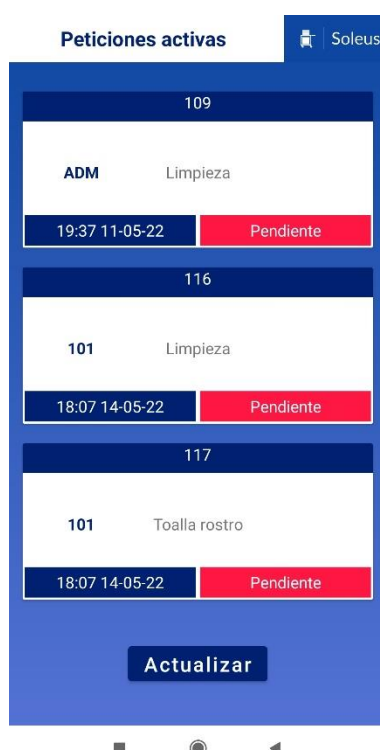 Peticiones activas
Soleus
109
ADM Limpieza
19:37 11-05-22 Pendiente
116
101 Limpieza
18:07 14-05-22 Pendiente
117
101 Toalla rostro
18:07 14-05-22 Pendiente
Actualizar